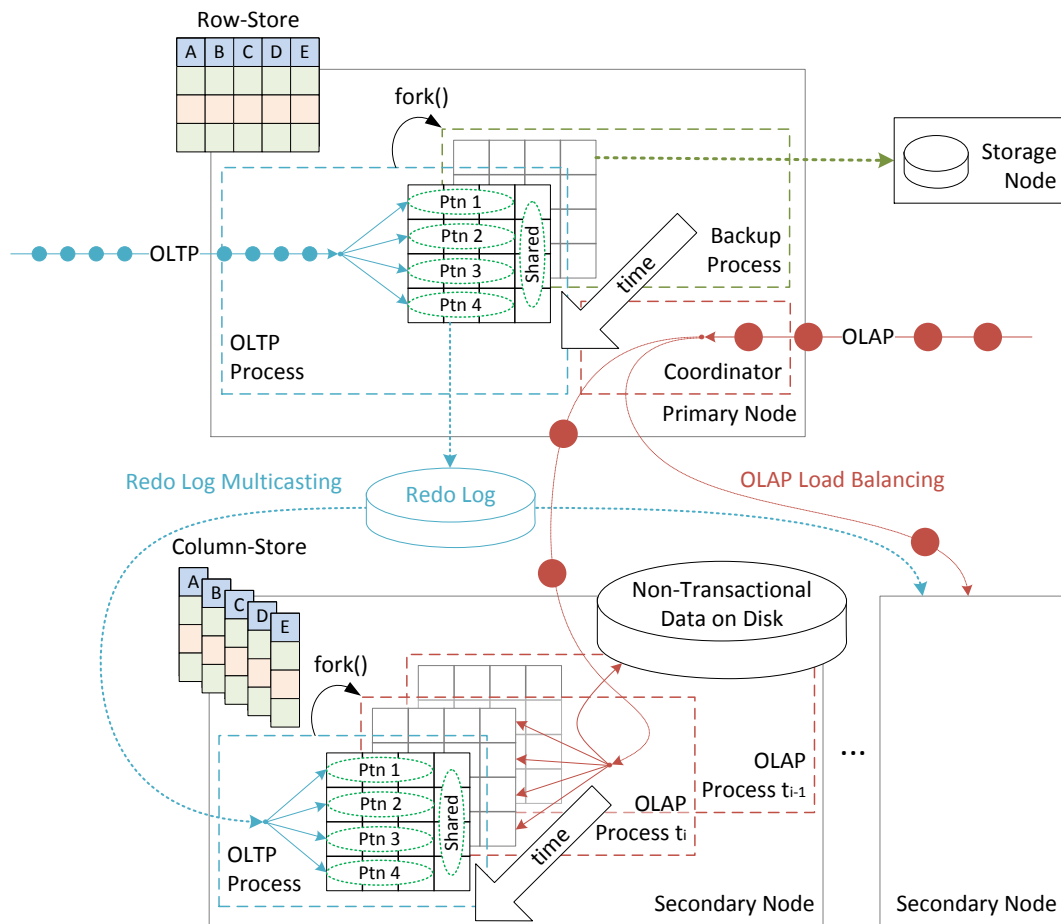 Row-Store
A B C D E
fork()
Storage
Node
Ptn 1
Ptn 2
Ptn 3
Ptn 4
Shared
time
Backup
Process
OLTP
OLTP
Process
OLAP
Coordinator
Primary Node
Redo Log Multicasting
Redo Log
OLAP Load Balancing
Column-Store
A
B
C
D
E
Non-Transactional
Data on Disk
fork()
Ptn 1
Ptn 2
Ptn 3
Ptn 4
Shared
time
OLTP
Process
OLAP
Process ti
OLAP
Process ti-1
...
Secondary Node
Secondary Node